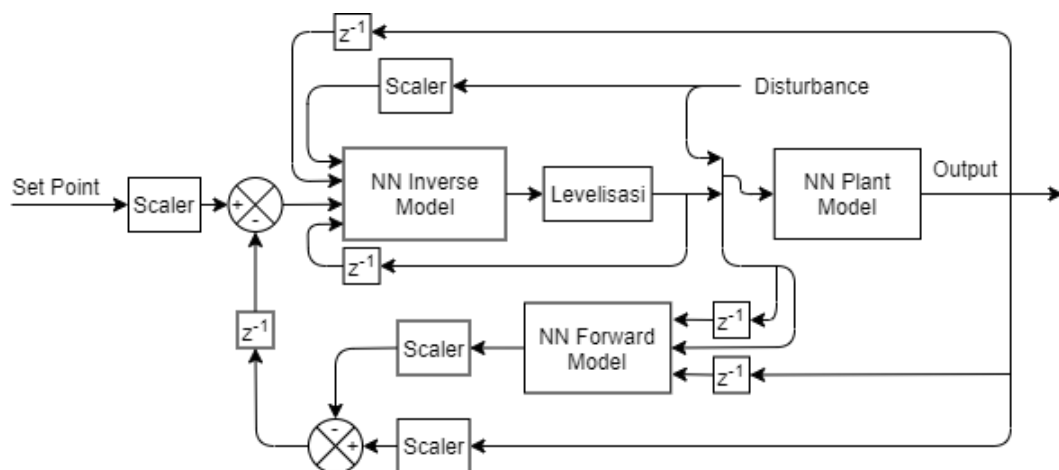 z⁻¹
Scaler
Disturbance
Set Point
Scaler
+
-
NN Inverse
Model
Levelisasi
NN Plant
Model
Output
z⁻¹
z⁻¹
NN Forward
Model
z⁻¹
Scaler
z⁻¹
-
+
Scaler